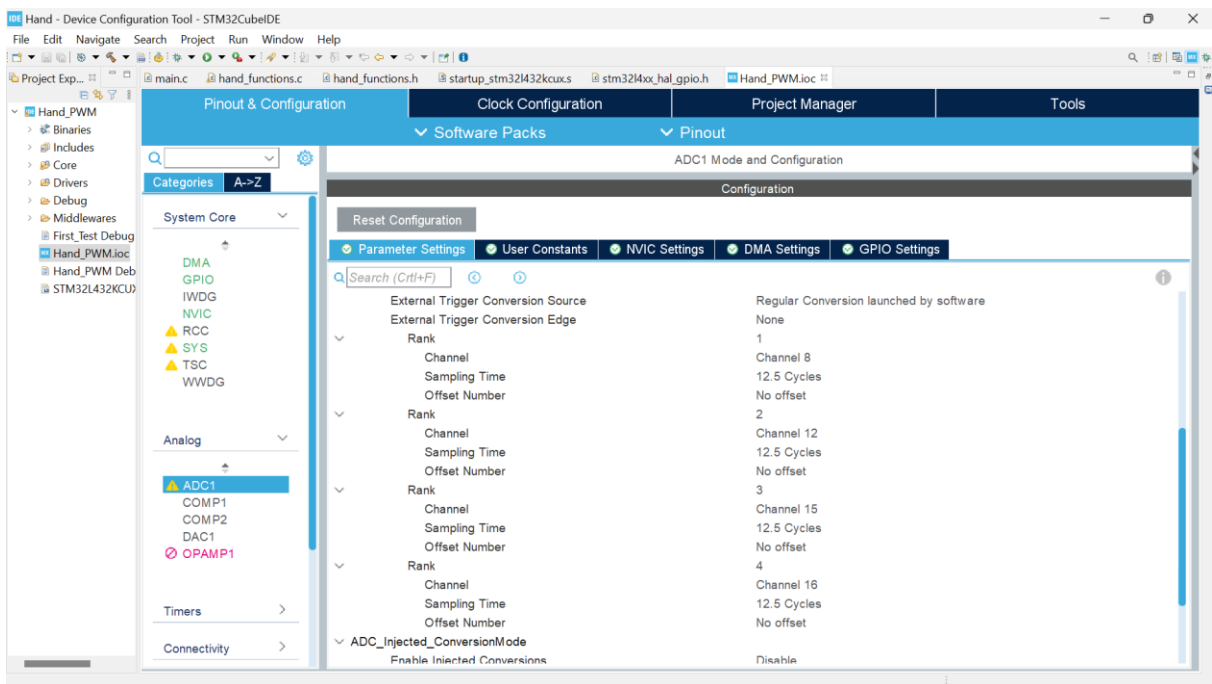 IDE Hand - Device Configuration Tool - STM32CubeIDE
File Edit Navigate Search Project Run Window Help
Project Exp...
main.c hand_functions.c hand_functions.h startup_stm32l432kcux.s stm32l4xx_hal_gpio.h Hand_PWM.ioc
Hand_PWM
Binaries
Includes
Core
Drivers
Debug
Middlewares
First_Test Debug
Hand_PWM.ioc
Hand_PWM Deb
STM32L432KCUX
Pinout & Configuration Clock Configuration Project Manager Tools
Software Packs Pinout
Categories A->Z
System Core
DMA
GPIO
IWDG
NVIC
RCC
SYS
TSC
WWDG
Analog
ADC1
COMP1
COMP2
DAC1
OPAMP1
Timers
Connectivity
ADC1 Mode and Configuration
Configuration
Reset Configuration
Parameter Settings User Constants NVIC Settings DMA Settings GPIO Settings
Search (Crtl+F)
External Trigger Conversion Source Regular Conversion launched by software
External Trigger Conversion Edge None
Rank 1
Channel Channel 8
Sampling Time 12.5 Cycles
Offset Number No offset
Rank 2
Channel Channel 12
Sampling Time 12.5 Cycles
Offset Number No offset
Rank 3
Channel Channel 15
Sampling Time 12.5 Cycles
Offset Number No offset
Rank 4
Channel Channel 16
Sampling Time 12.5 Cycles
Offset Number No offset
ADC_Injected_ConversionMode
Enable Injected Conversions Disable